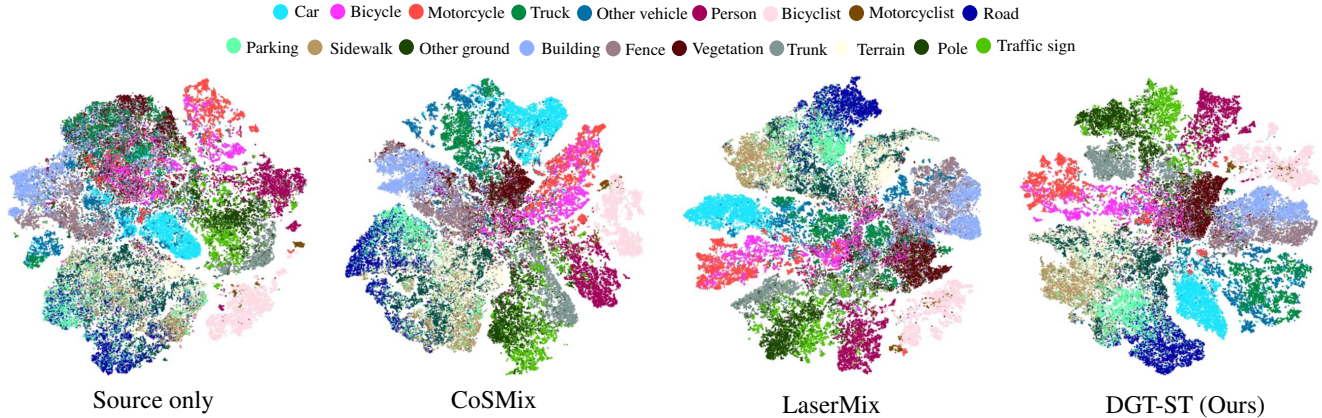 Car Bicycle Motorcycle Truck Other vehicle Person Bicyclist Motorcyclist Road
Parking Sidewalk Other ground Building Fence Vegetation Trunk Terrain Pole Traffic sign
Source only CoSMix LaserMix DGT-ST (Ours)